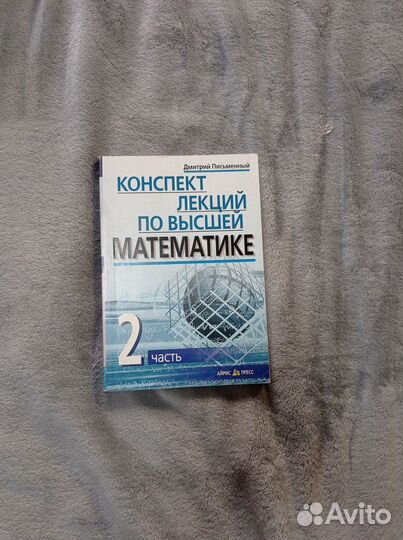 Дмитрий Письменный
КОНСПЕКТ
ЛЕКЦИЙ
ПО ВЫСШЕЙ
МАТЕМАТИКЕ
2 часть
АЙРИС ПРЕСС
Avito